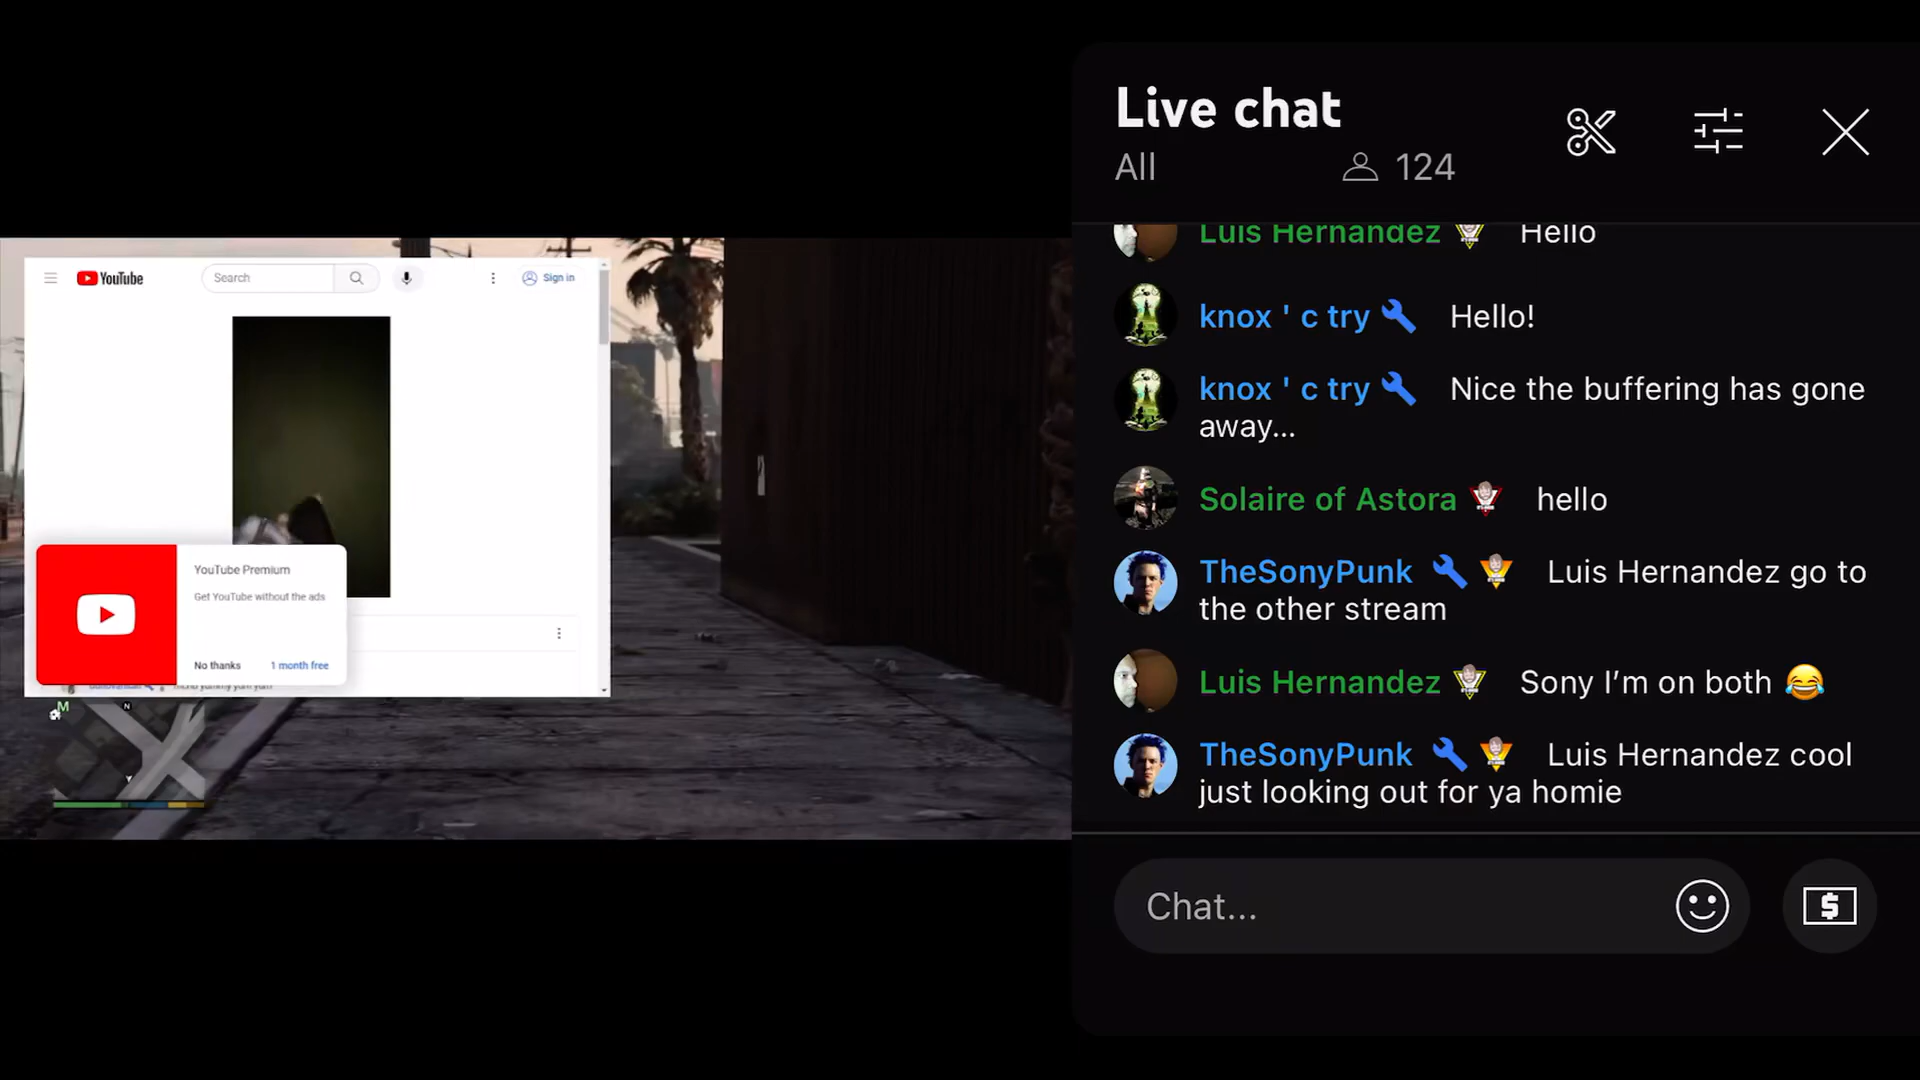 Live chat
All 124
Luis Hernandez Hello
knox ' c try Hello!
knox ' c try Nice the buffering has gone
away...
Solaire of Astora hello
TheSonyPunk Luis Hernandez go to
the other stream
Luis Hernandez Sony I’m on both 😂
TheSonyPunk Luis Hernandez cool
just looking out for ya homie
Chat...
YouTube Search Sign in
YouTube Premium
Get YouTube without the ads
No thanks 1 month free
M
N